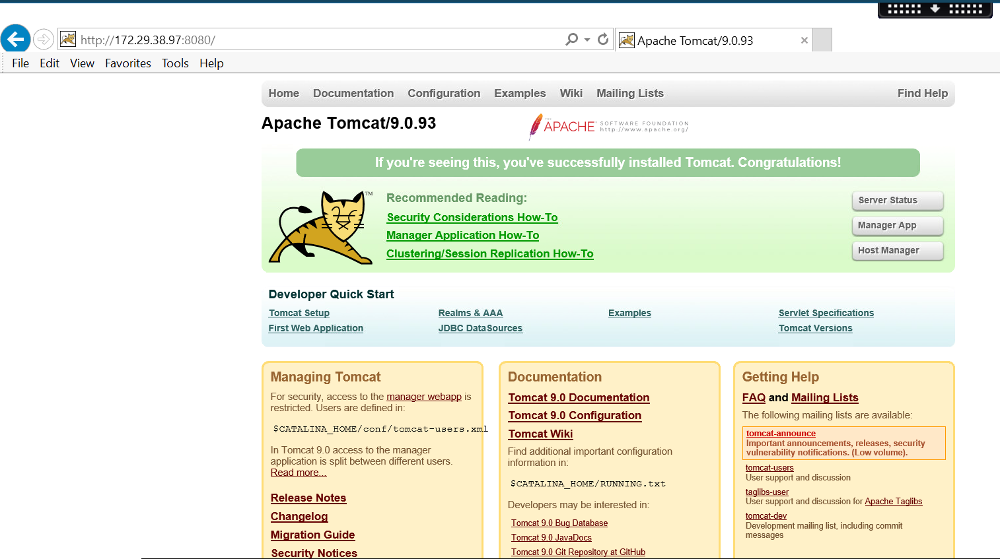 http://172.29.38.97:8080/
Apache Tomcat/9.0.93
File Edit View Favorites Tools Help
Home Documentation Configuration Examples Wiki Mailing Lists Find Help
Apache Tomcat/9.0.93
THE APACHE SOFTWARE FOUNDATION
http://www.apache.org/
If you're seeing this, you've successfully installed Tomcat. Congratulations!
TM
Recommended Reading:
Security Considerations How-To
Manager Application How-To
Clustering/Session Replication How-To
Server Status
Manager App
Host Manager
Developer Quick Start
Tomcat Setup
First Web Application
Realms & AAA
JDBC DataSources
Examples
Servlet Specifications
Tomcat Versions
Managing Tomcat
For security, access to the manager webapp is
restricted. Users are defined in:
$CATALINA_HOME/conf/tomcat-users.xml
In Tomcat 9.0 access to the manager
application is split between different users.
Read more...
Release Notes
Changelog
Migration Guide
Security Notices
Documentation
Tomcat 9.0 Documentation
Tomcat 9.0 Configuration
Tomcat Wiki
Find additional important configuration
information in:
$CATALINA_HOME/RUNNING.txt
Developers may be interested in:
Tomcat 9.0 Bug Database
Tomcat 9.0 JavaDocs
Tomcat 9.0 Git Repository at GitHub
Getting Help
FAQ and Mailing Lists
The following mailing lists are available:
tomcat-announce
Important announcements, releases, security
vulnerability notifications. (Low volume).
tomcat-users
User support and discussion
taglibs-user
User support and discussion for Apache Taglibs
tomcat-dev
Development mailing list, including commit
messages